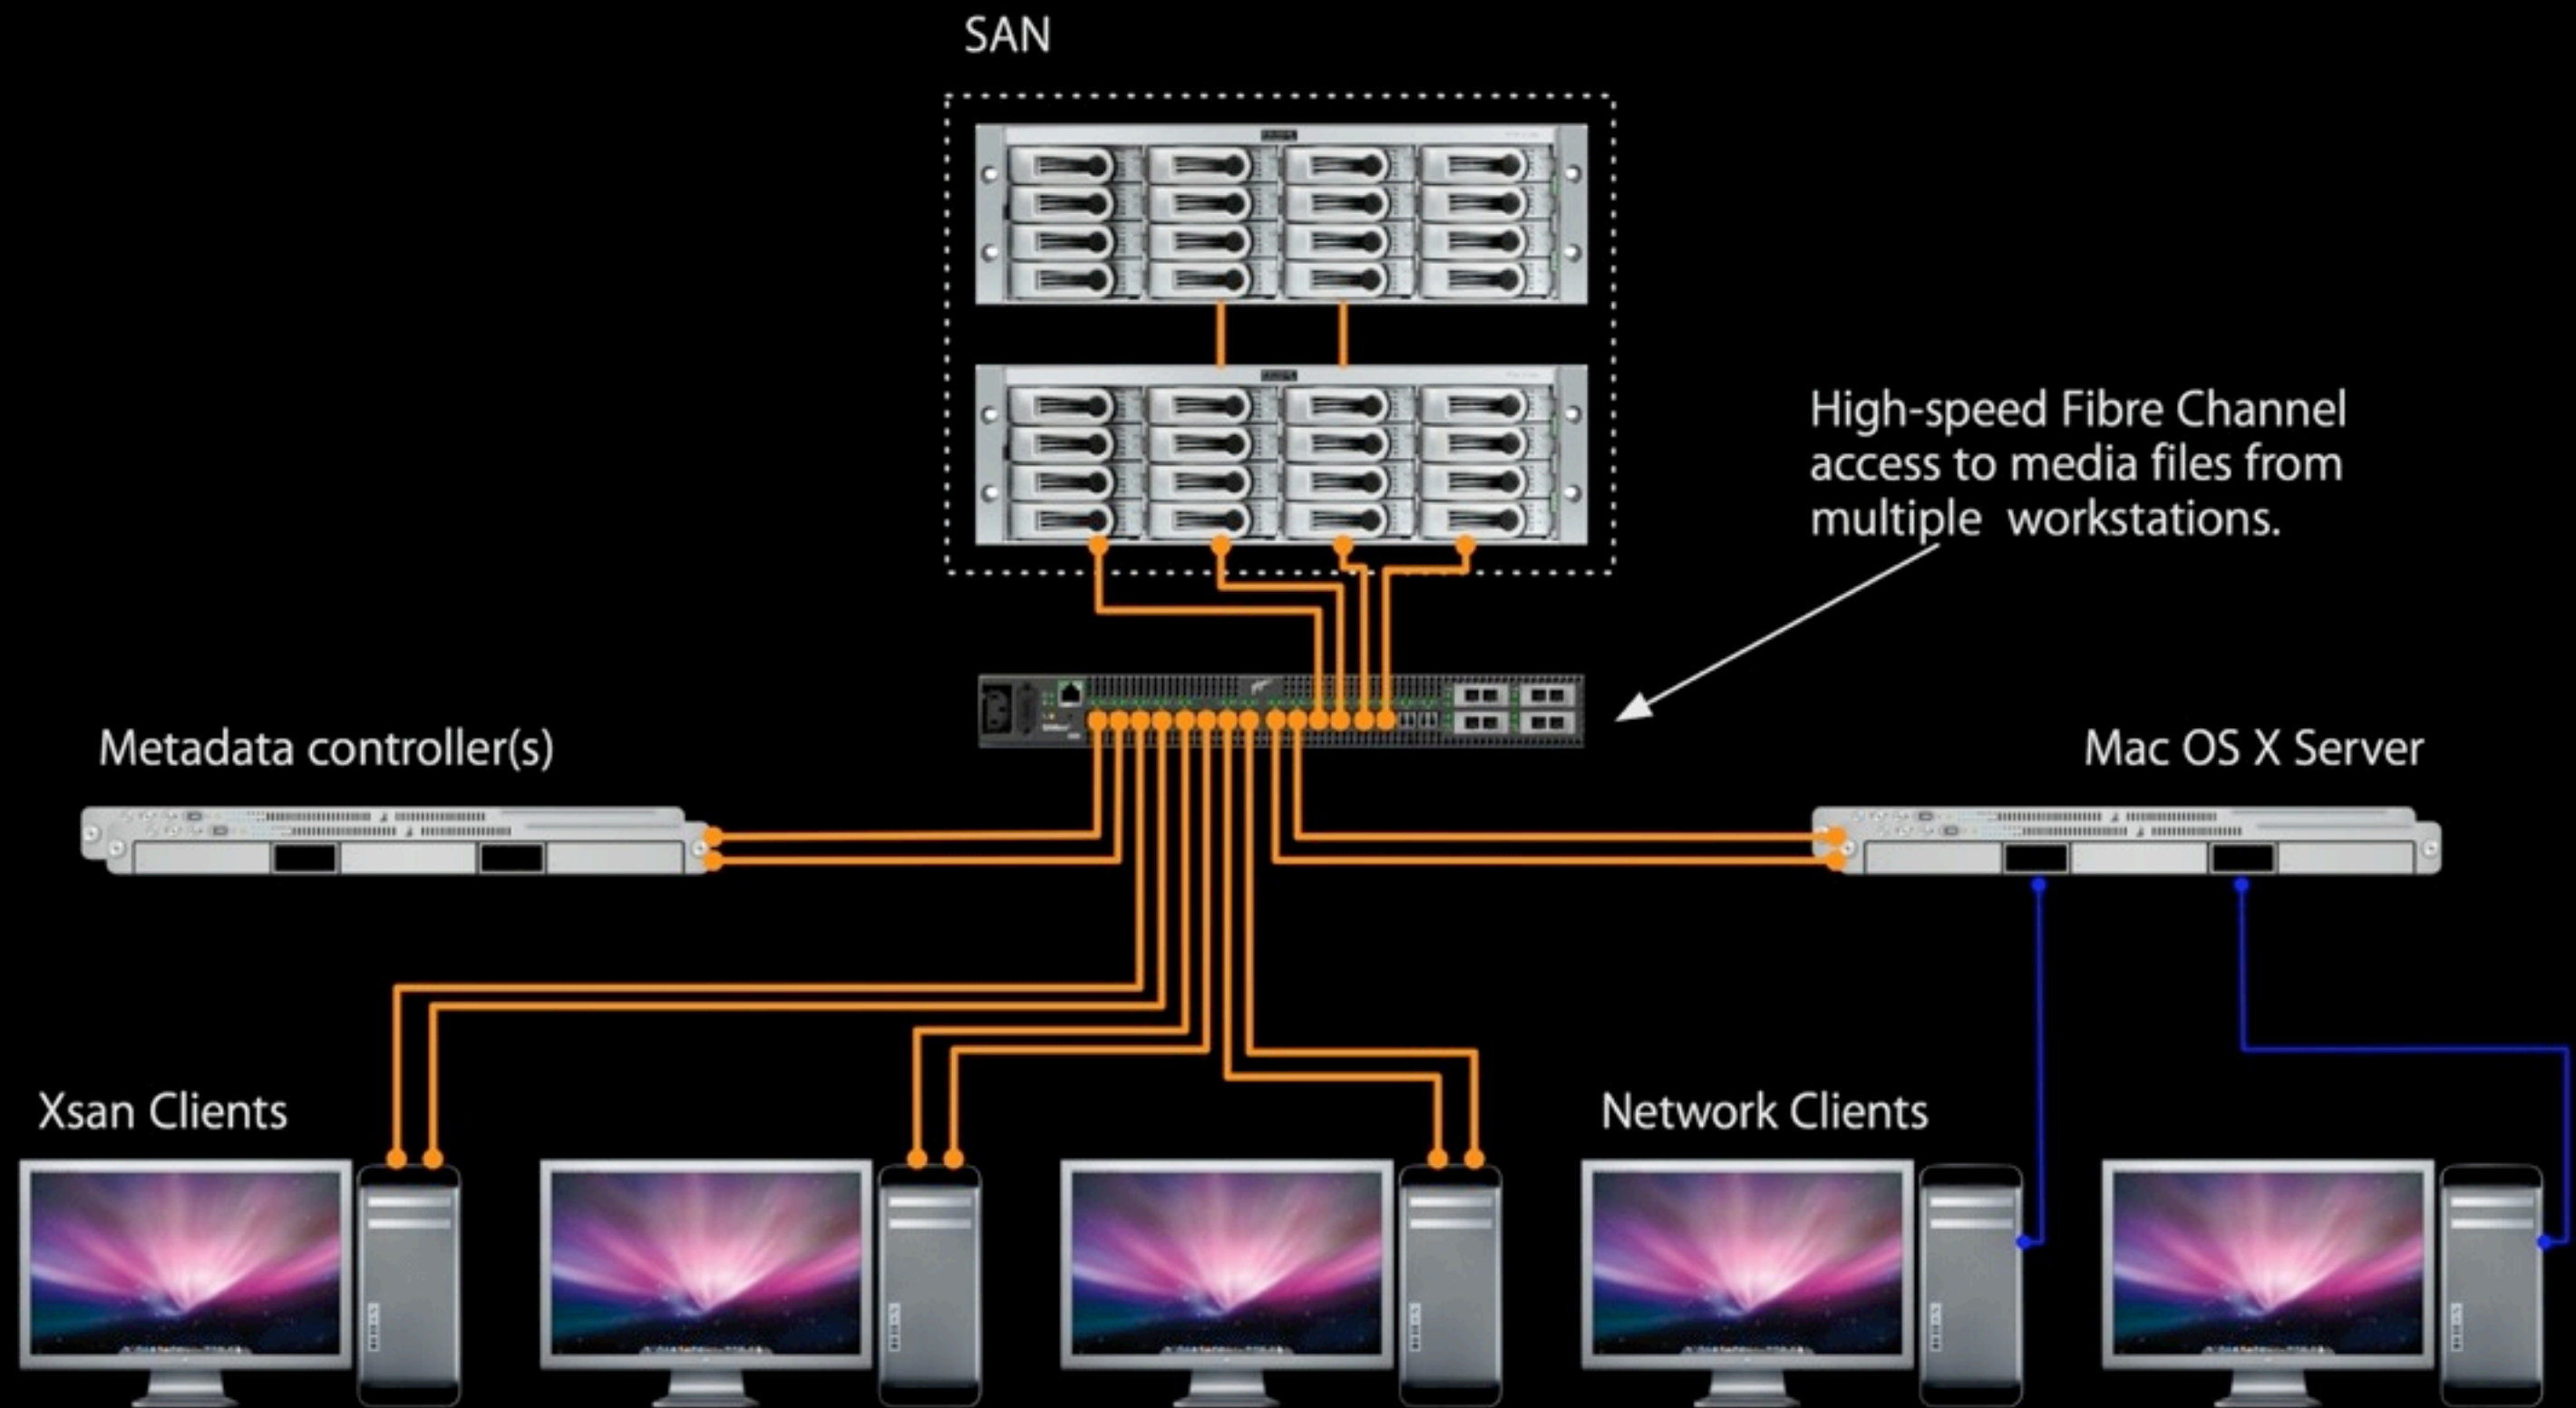 SAN
High-speed Fibre Channel
access to media files from
multiple workstations.
Metadata controller(s)
Mac OS X Server
Xsan Clients
Network Clients